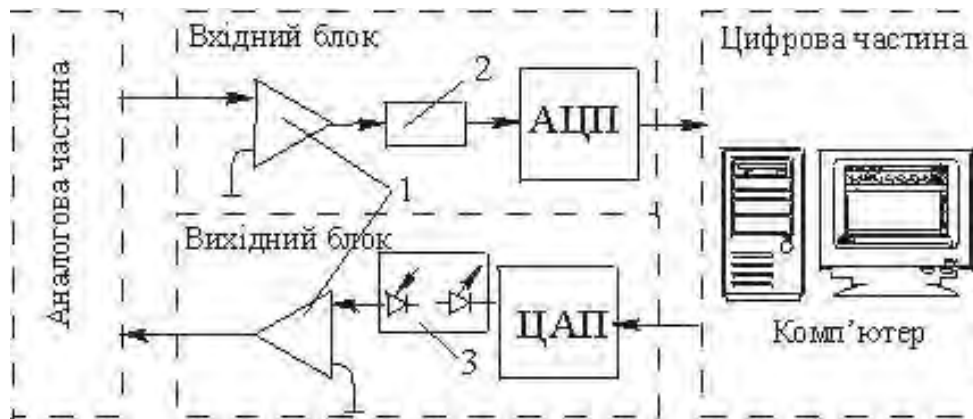 Аналогова частина
Вхідний блок
2
АЦП
1
Вихідний блок
3
ЦАП
Цифрова частина
Комп’ютер